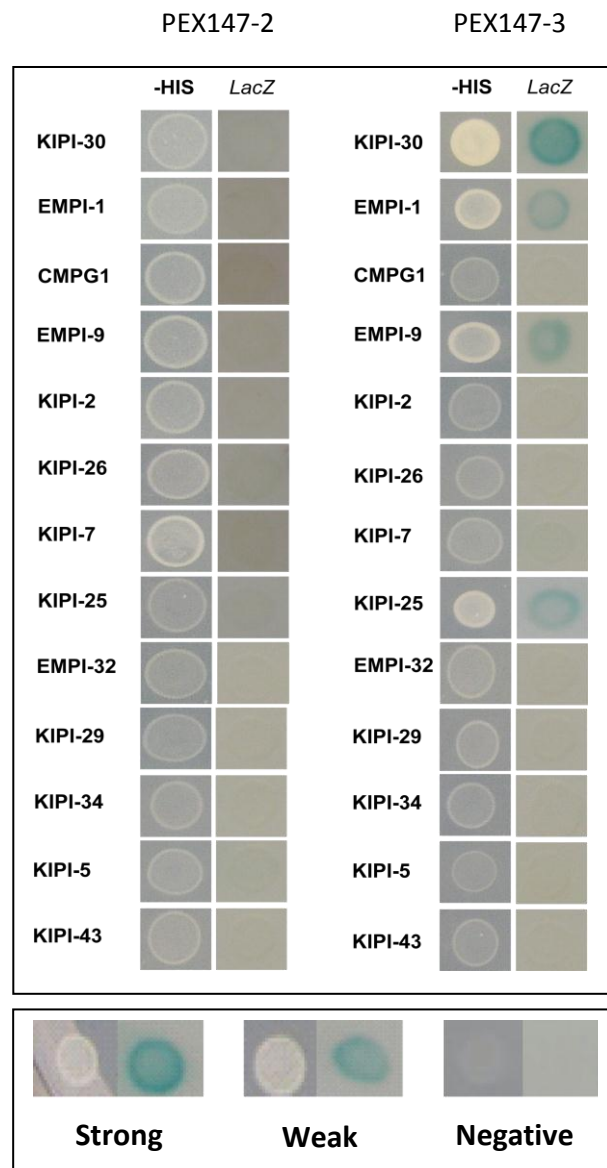 PEX147-2 PEX147-3
-HIS LacZ -HIS LacZ
KIPI-30 KIPI-30
EMPI-1 EMPI-1
CMPG1 CMPG1
EMPI-9 EMPI-9
KIPI-2 KIPI-2
KIPI-26 KIPI-26
KIPI-7 KIPI-7
KIPI-25 KIPI-25
EMPI-32 EMPI-32
KIPI-29 KIPI-29
KIPI-34 KIPI-34
KIPI-5 KIPI-5
KIPI-43 KIPI-43
Strong Weak Negative